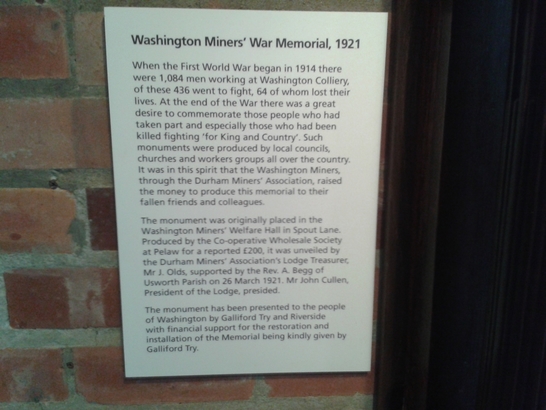 Washington Miners' War Memorial, 1921
When the First World War began in 1914 there
were 1,084 men working at Washington Colliery,
of these 436 went to fight, 64 of whom lost their
lives. At the end of the War there was a great
desire to commemorate those people who had
taken part and especially those who had been
killed fighting 'for King and Country'. Such
monuments were produced by local councils,
churches and workers groups all over the country.
It was in this spirit that the Washington Miners,
through the Durham Miners' Association, raised
the money to produce this memorial to their
fallen friends and colleagues.
The monument was originally placed in the
Washington Miners' Welfare Hall in Spout Lane.
Produced by the Co-operative Wholesale Society
at Pelaw for a reported £200, it was unveiled by
the Durham Miners' Association's Lodge Treasurer,
Mr J. Olds, supported by the Rev. A. Begg of
Usworth Parish on 26 March 1921. Mr John Cullen,
President of the Lodge, presided.
The monument has been presented to the people
of Washington by Galliford Try and Riverside
with financial support for the restoration and
installation of the Memorial being kindly given by
Galliford Try.